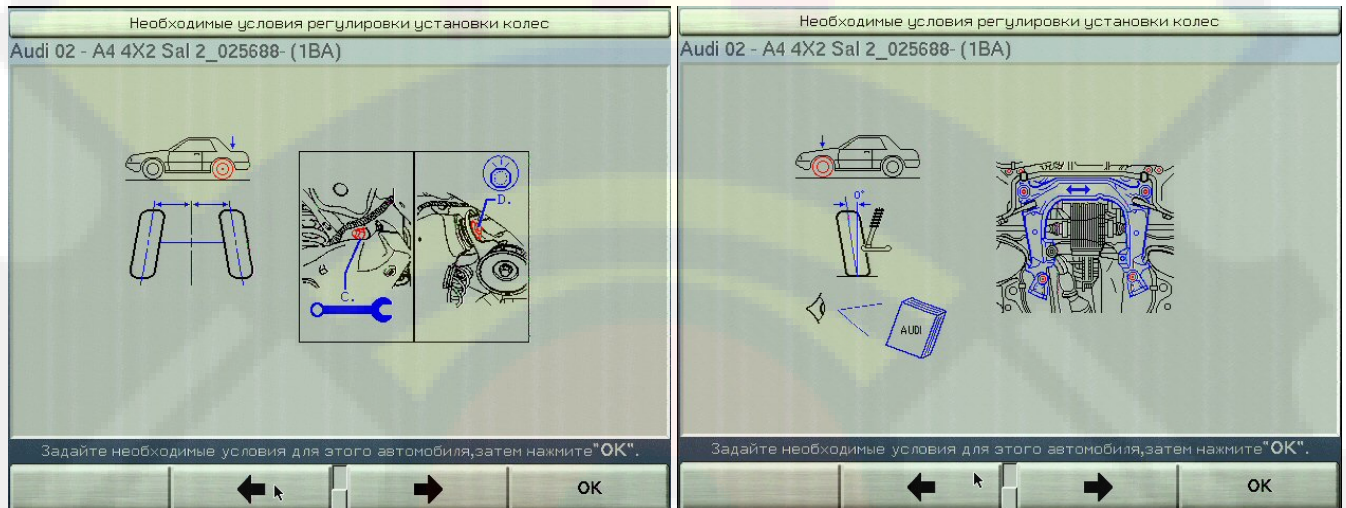 Необходимые условия регулировки установки колес
Audi 02 - A4 4X2 Sal 2_025688- (1BA)
C.
D.
Задайте необходимые условия для этого автомобиля,затем нажмите"OK".
OK
Необходимые условия регулировки установки колес
Audi 02 - A4 4X2 Sal 2_025688- (1BA)
0°
AUDI
Задайте необходимые условия для этого автомобиля,затем нажмите"OK".
OK